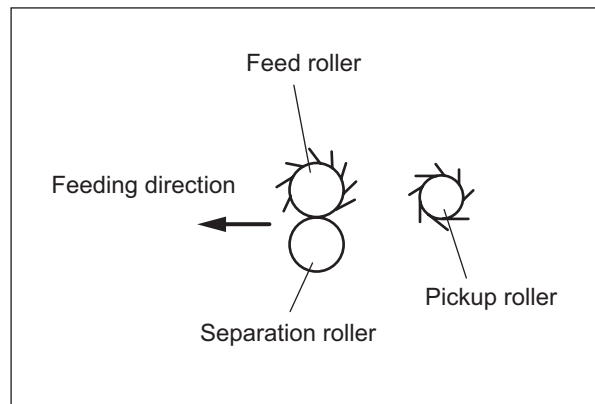 Feed roller
Feeding direction
Pickup roller
Separation roller